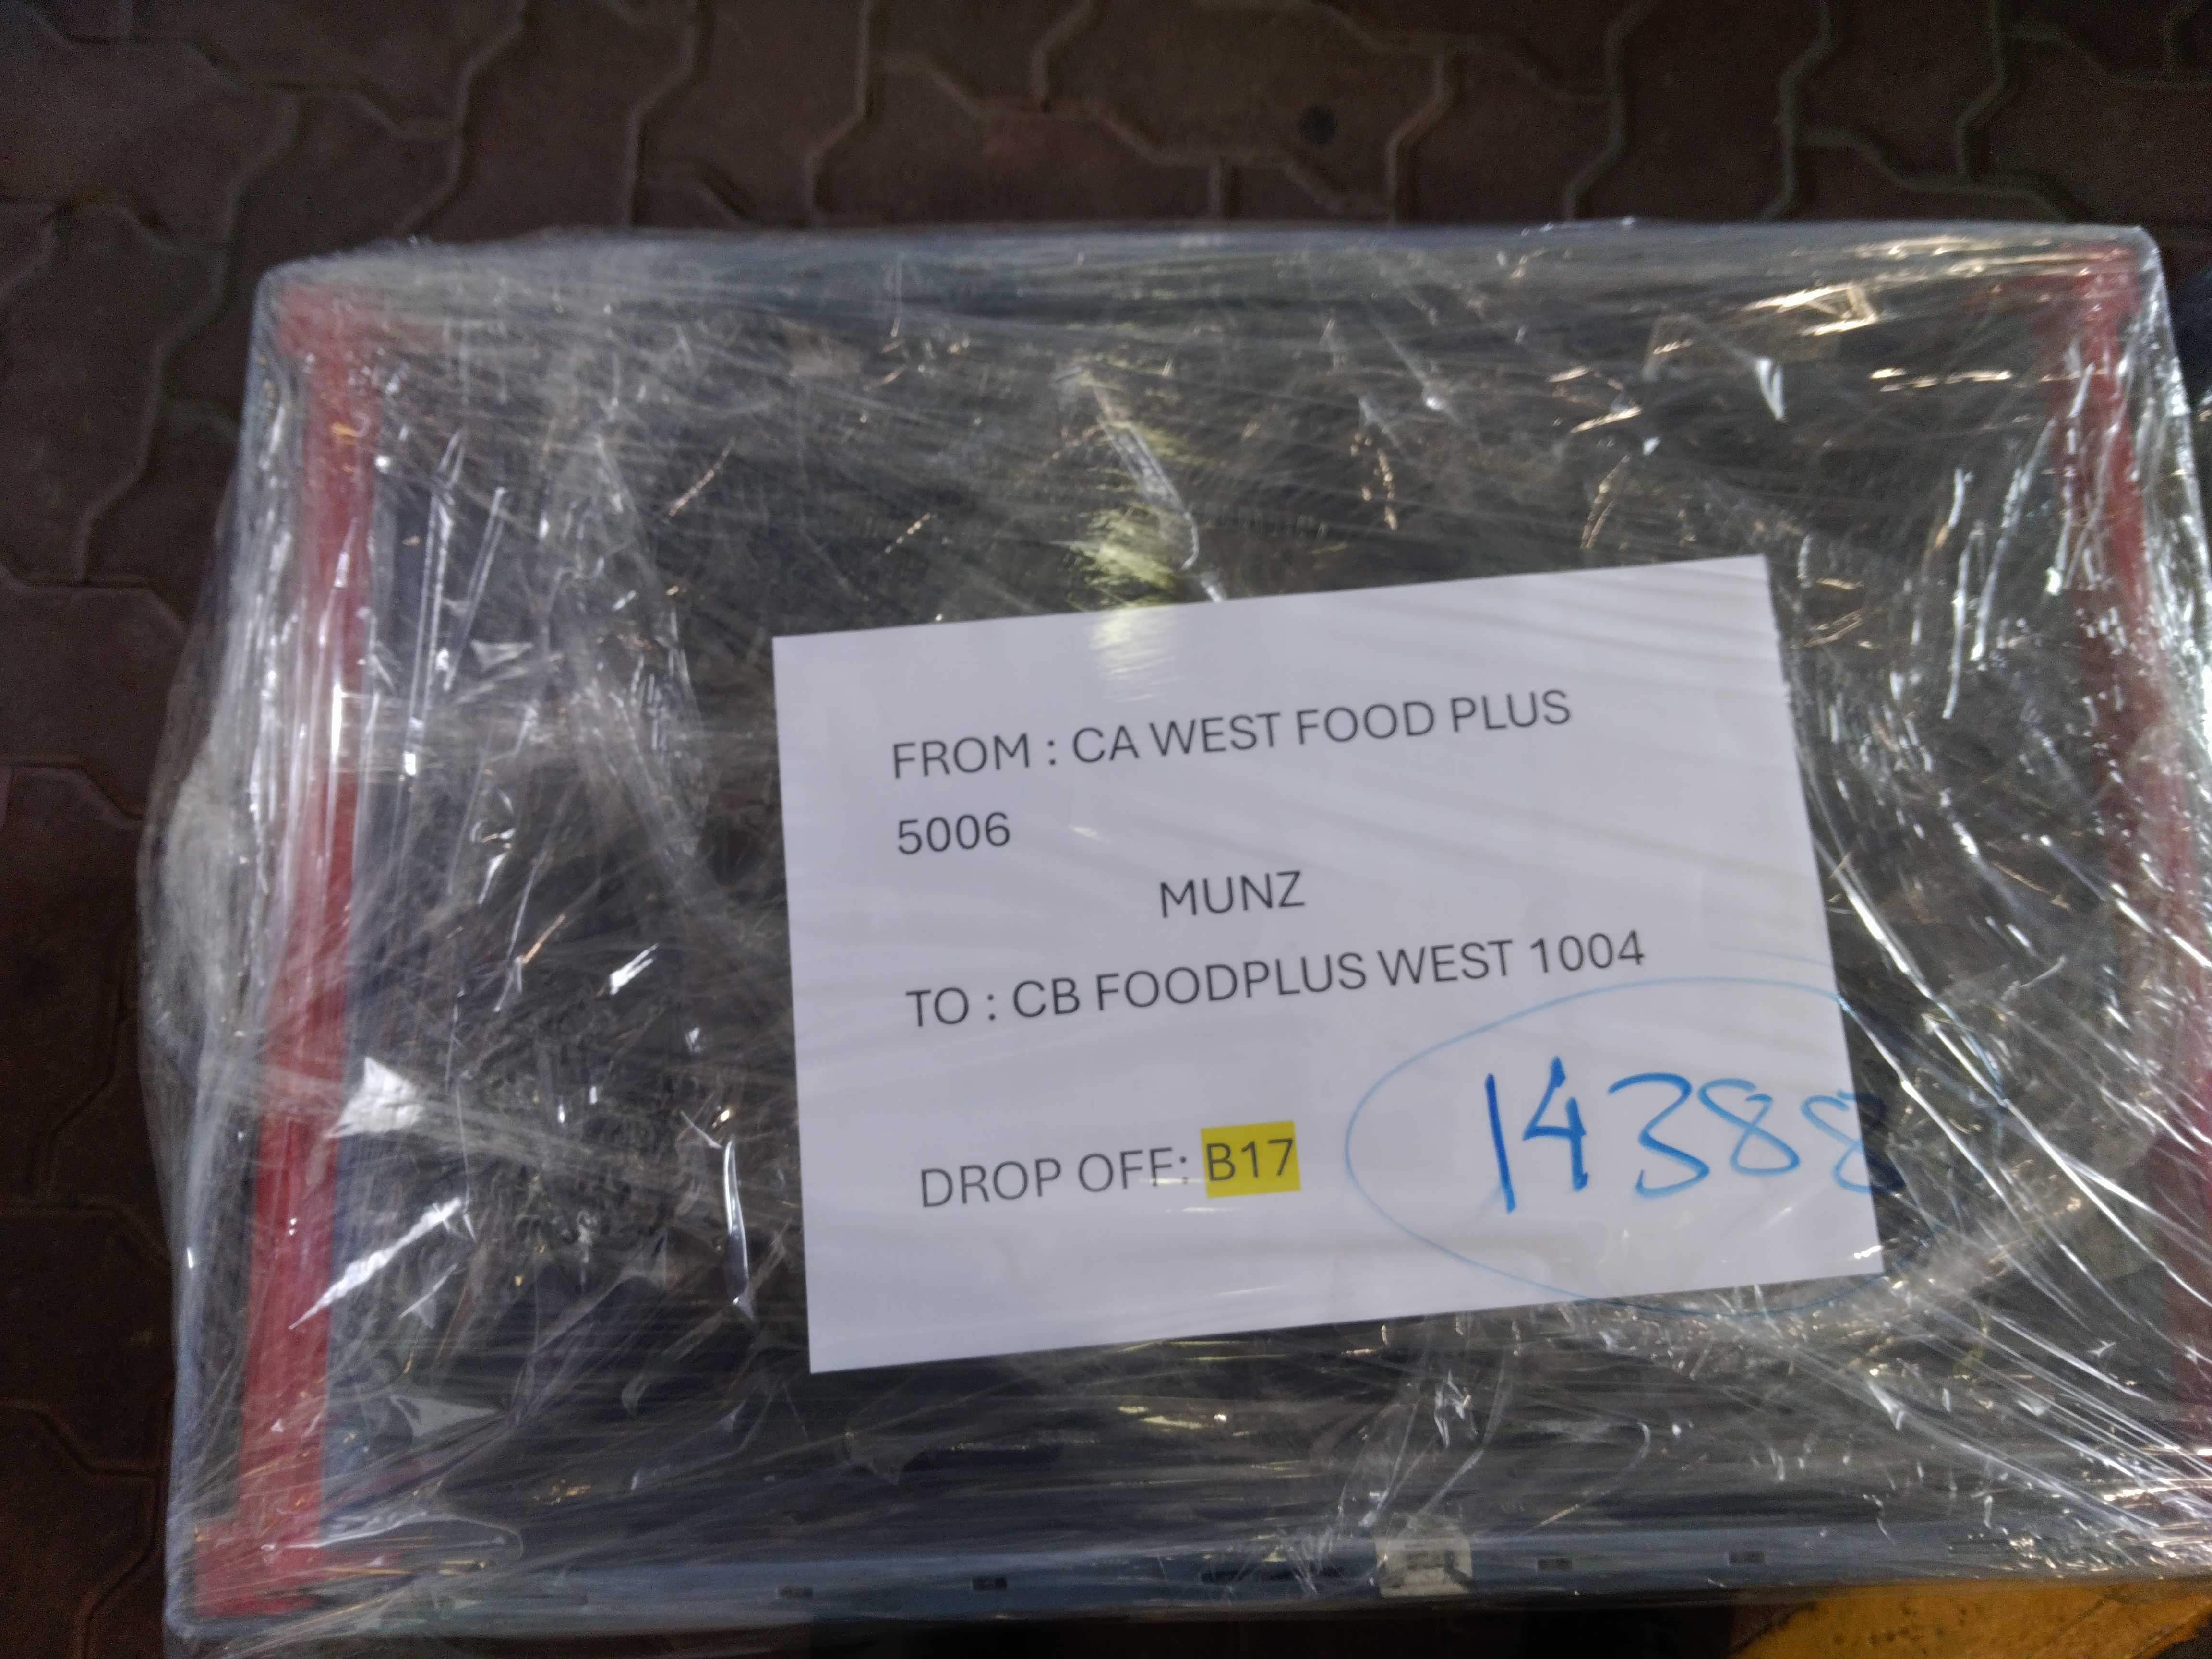 FROM : CA WEST FOOD PLUS
5006
MUNZ
TO : CB FOODPLUS WEST 1004
DROP OFF: B17
14388